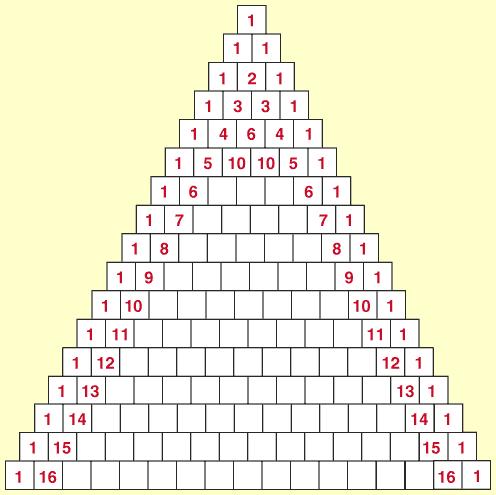 1
1 1
1 2 1
1 3 3 1
1 4 6 4 1
1 5 10 10 5 1
1 6 6 1
1 7 7 1
1 8 8 1
1 9 9 1
1 10 10 1
1 11 11 1
1 12 12 1
1 13 13 1
1 14 14 1
1 15 15 1
1 16 16 1